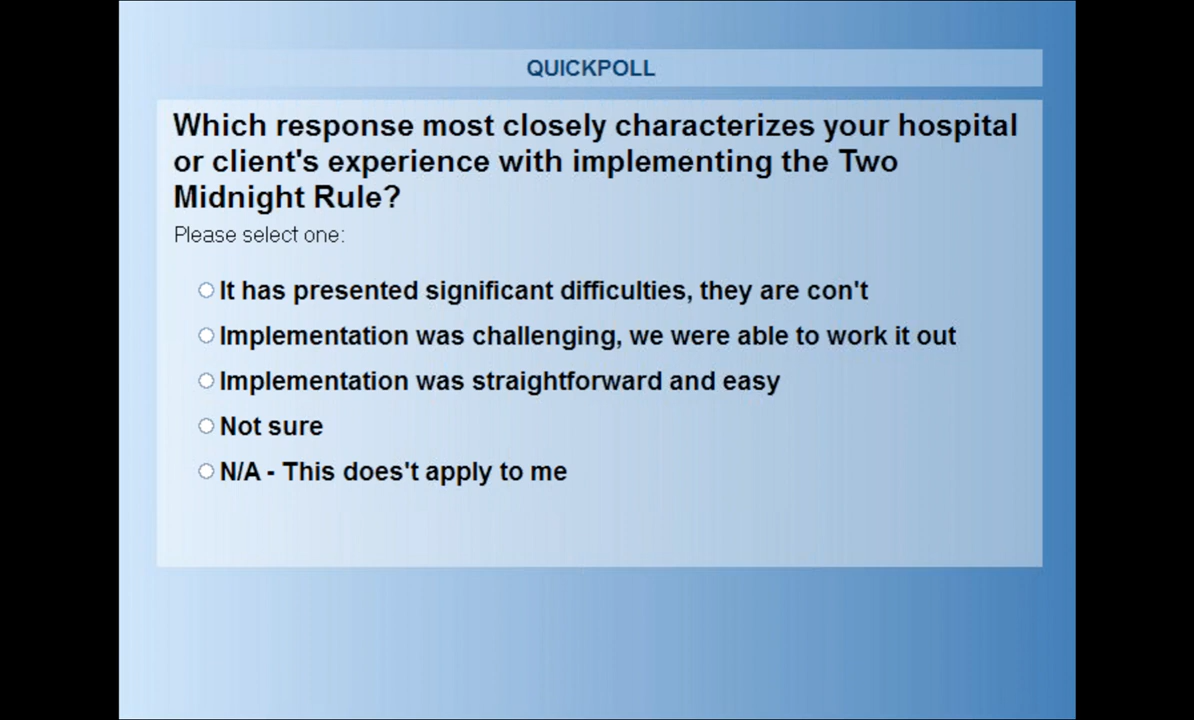 QUICKPOLL
Which response most closely characterizes your hospital
or client's experience with implementing the Two
Midnight Rule?
Please select one:
It has presented significant difficulties, they are con't
Implementation was challenging, we were able to work it out
Implementation was straightforward and easy
Not sure
N/A - This does't apply to me